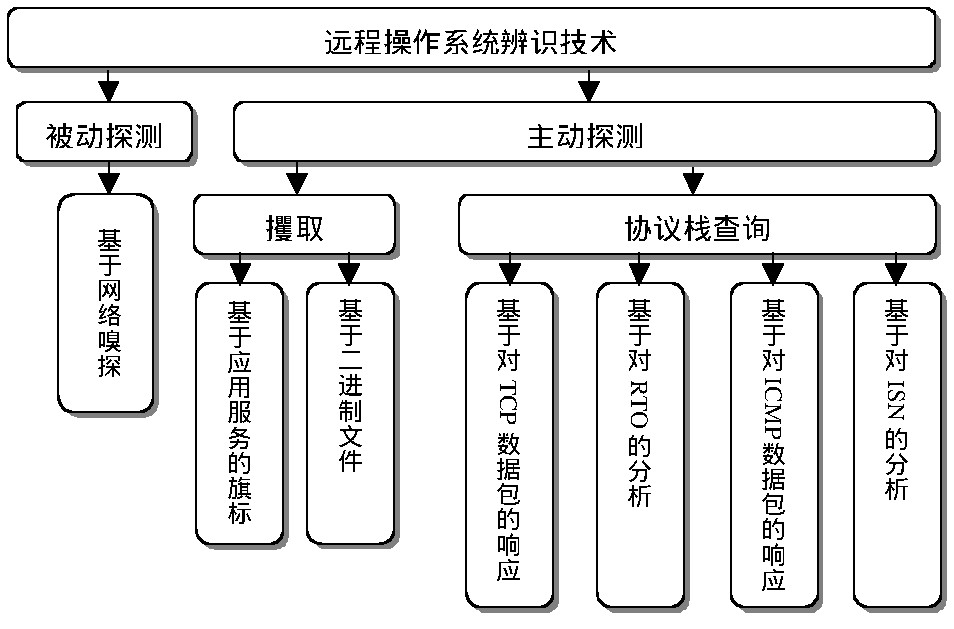 远程操作系统辨识技术
被动探测
主动探测
攫取
协议栈查询
基于网络嗅探
基于应用服务的旗标
基于二进制文件
基于对 TCP 数据包的响应
基于对 RTO 的分析
基于对 ICMP 数据包的响应
基于对 ISN 的分析